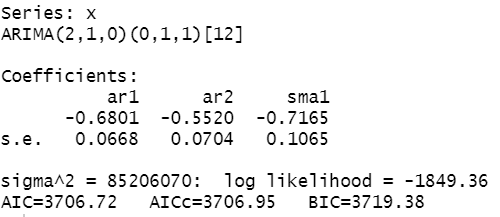 Series: x
ARIMA(2,1,0)(0,1,1)[12]
Coefficients:
ar1 ar2 sma1
-0.6801 -0.5520 -0.7165
s.e. 0.0668 0.0704 0.1065
sigma^2 = 85206070: log likelihood = -1849.36
AIC=3706.72 AICc=3706.95 BIC=3719.38